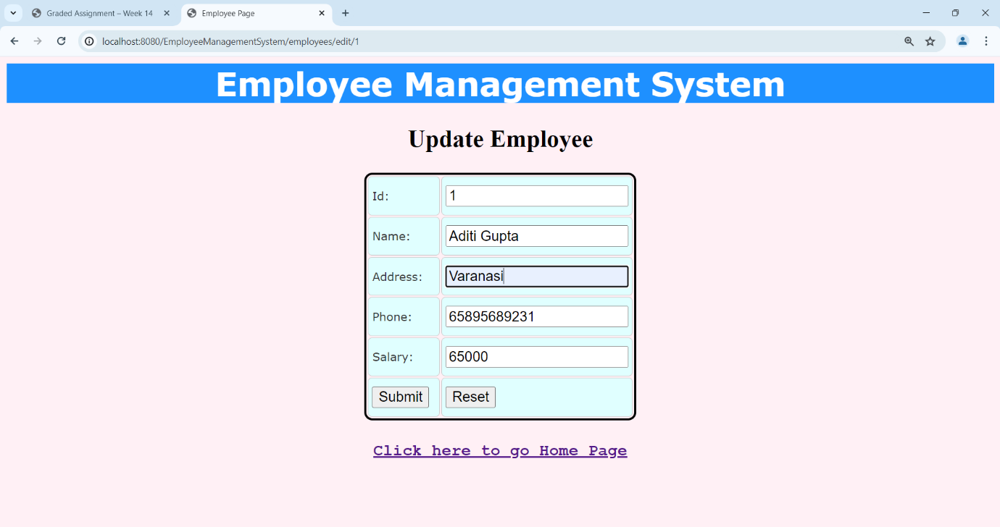 Graded Assignment – Week 14
Employee Page
localhost:8080/EmployeeManagementSystem/employees/edit/1
Employee Management System
Update Employee
Id: 1
Name: Aditi Gupta
Address: Varanasi
Phone: 65895689231
Salary: 65000
Submit Reset
Click here to go Home Page